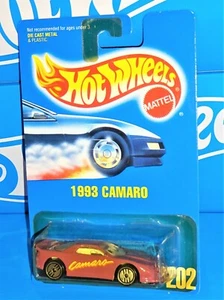 Not recommended for ages under 3
DIE CAST METAL
& PLASTIC
Hot Wheels
MATTEL
1993 CAMARO
Camaro
202